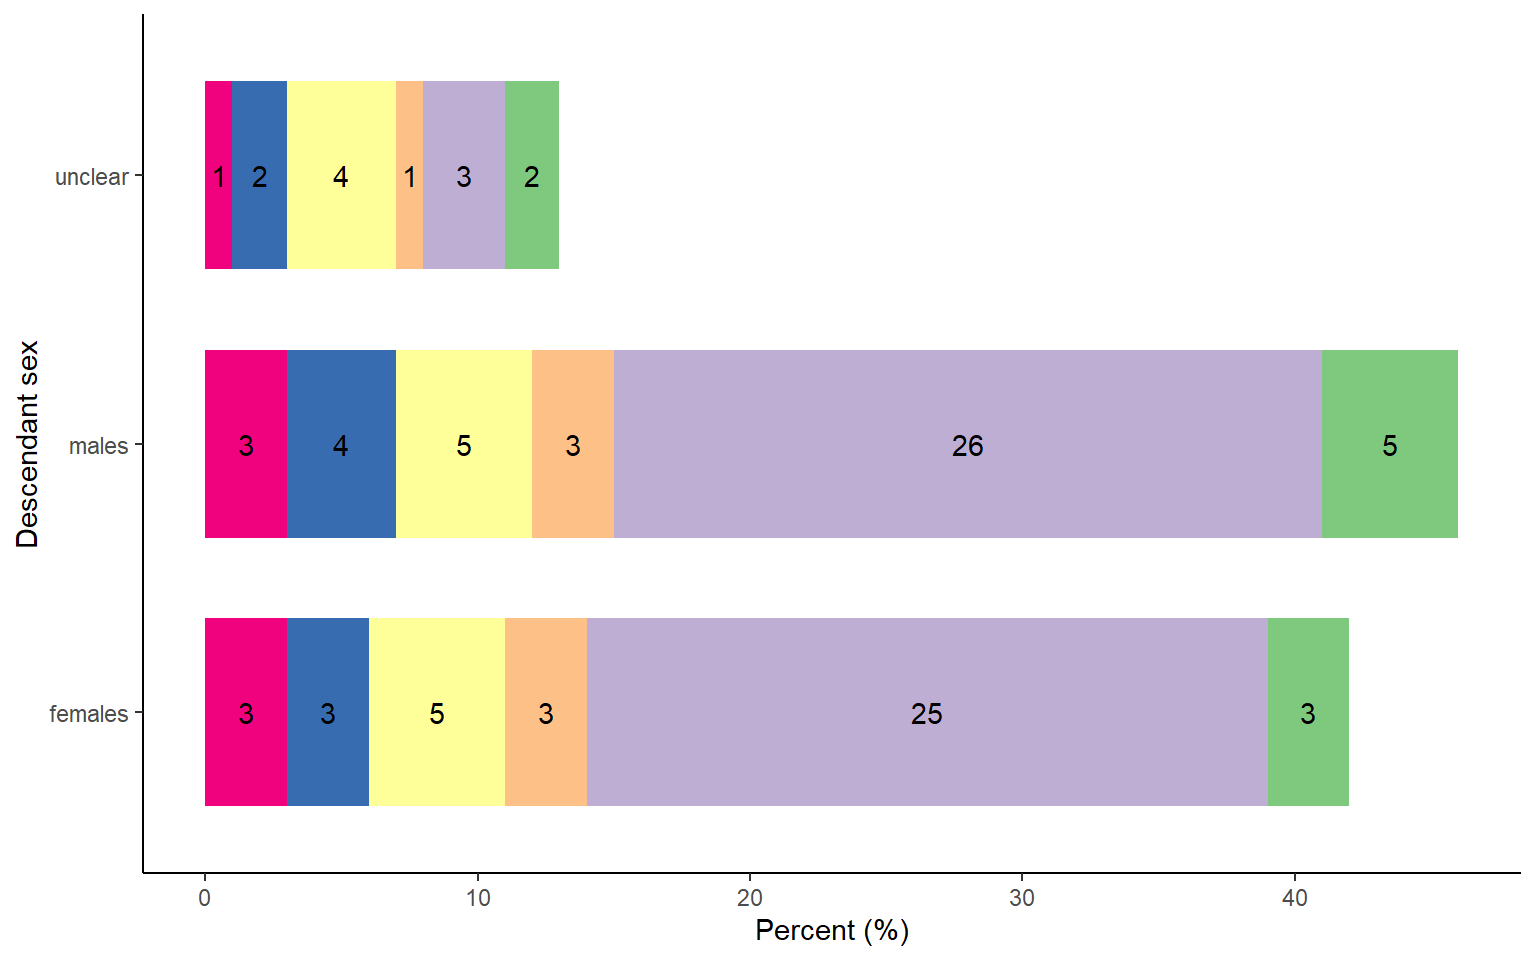 Descendant sex
unclear
1 2 4 1 3 2
males
3 4 5 3 26 5
females
3 3 5 3 25 3
0 10 20 30 40
Percent (%)